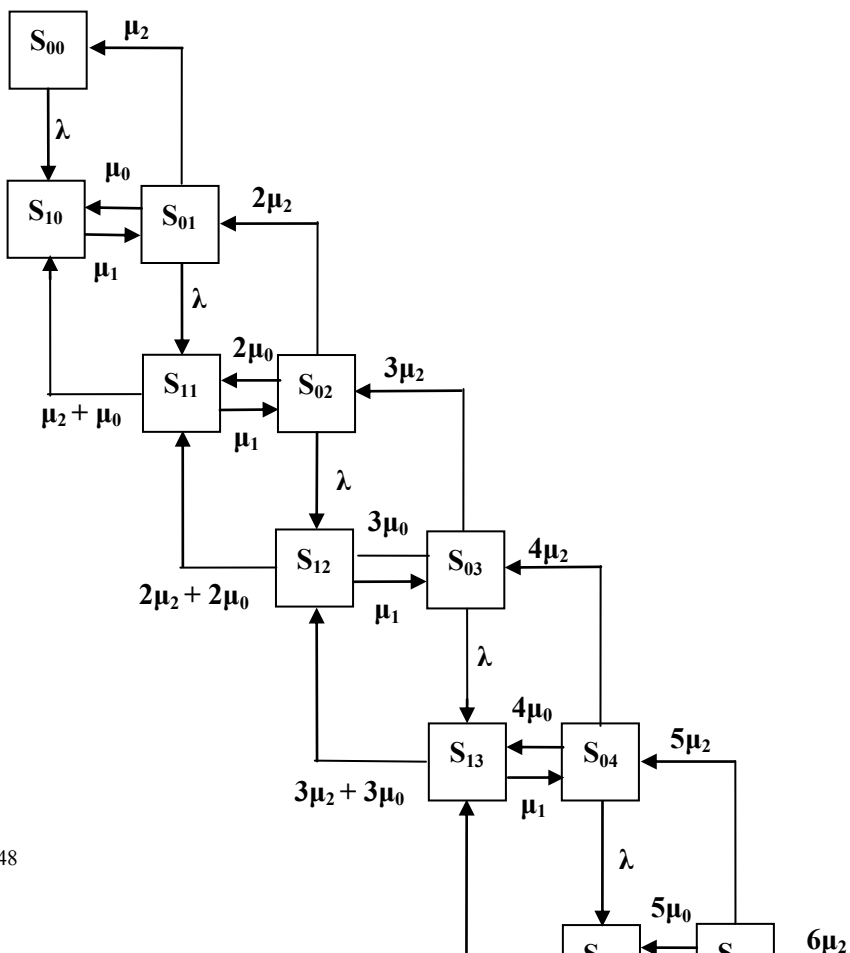 μ₂
S₀₀
λ
μ₀
S₁₀ S₀₁ 2μ₂
μ₁
λ
2μ₀
S₁₁ S₀₂ 3μ₂
μ₂ + μ₀
μ₁
λ
3μ₀
S₁₂ S₀₃ 4μ₂
2μ₂ + 2μ₀
μ₁
λ
4μ₀
S₁₃ S₀₄ 5μ₂
3μ₂ + 3μ₀
μ₁
48
λ
5μ₀
6μ₂
S S